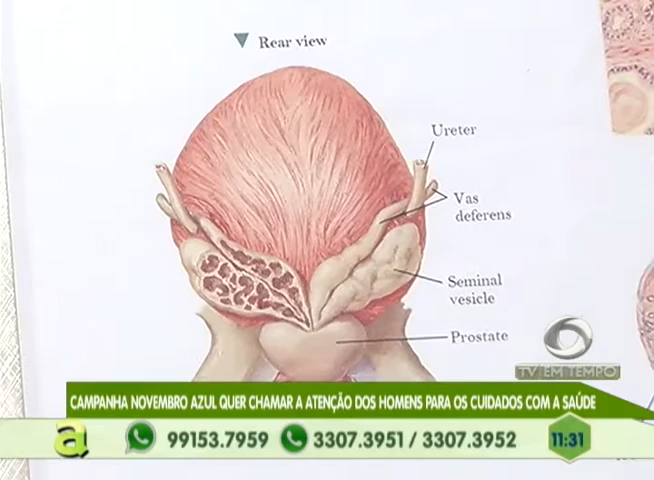 Rear view
Ureter
Vas
deferens
Seminal
vesicle
Prostate
TV EM TEMPO
CAMPANHA NOVEMBRO AZUL QUER CHAMAR A ATENÇÃO DOS HOMENS PARA OS CUIDADOS COM A SAÚDE
a 99153.7959 3307.3951 / 3307.3952 11:31